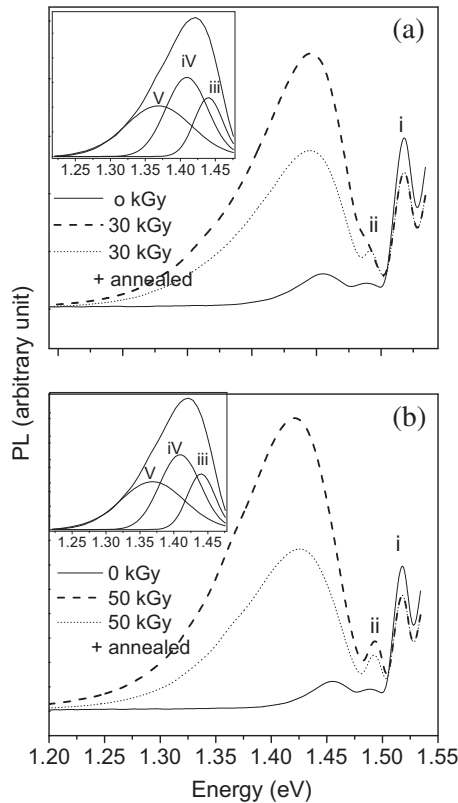 (a)
iV
V
iii
1.25 1.30 1.35 1.40 1.45
i
ii
o kGy
30 kGy
30 kGy
+ annealed
PL (arbitrary unit)
(b)
iV
V
iii
1.25 1.30 1.35 1.40 1.45
i
ii
0 kGy
50 kGy
50 kGy
+ annealed
1.20 1.30 1.35 1.40 1.45 1.50 1.55
Energy (eV)